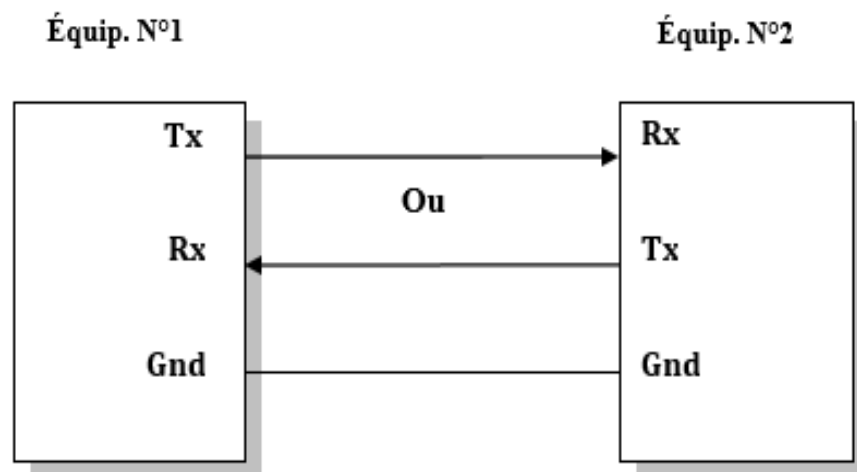 Équip. N°1
Équip. N°2
Tx
Rx
Ou
Rx
Tx
Gnd
Gnd